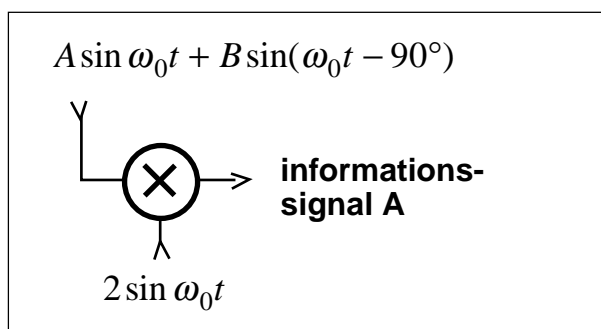 A sin ω₀t + B sin(ω₀t − 90°)
informations-
signal A
2 sin ω₀t